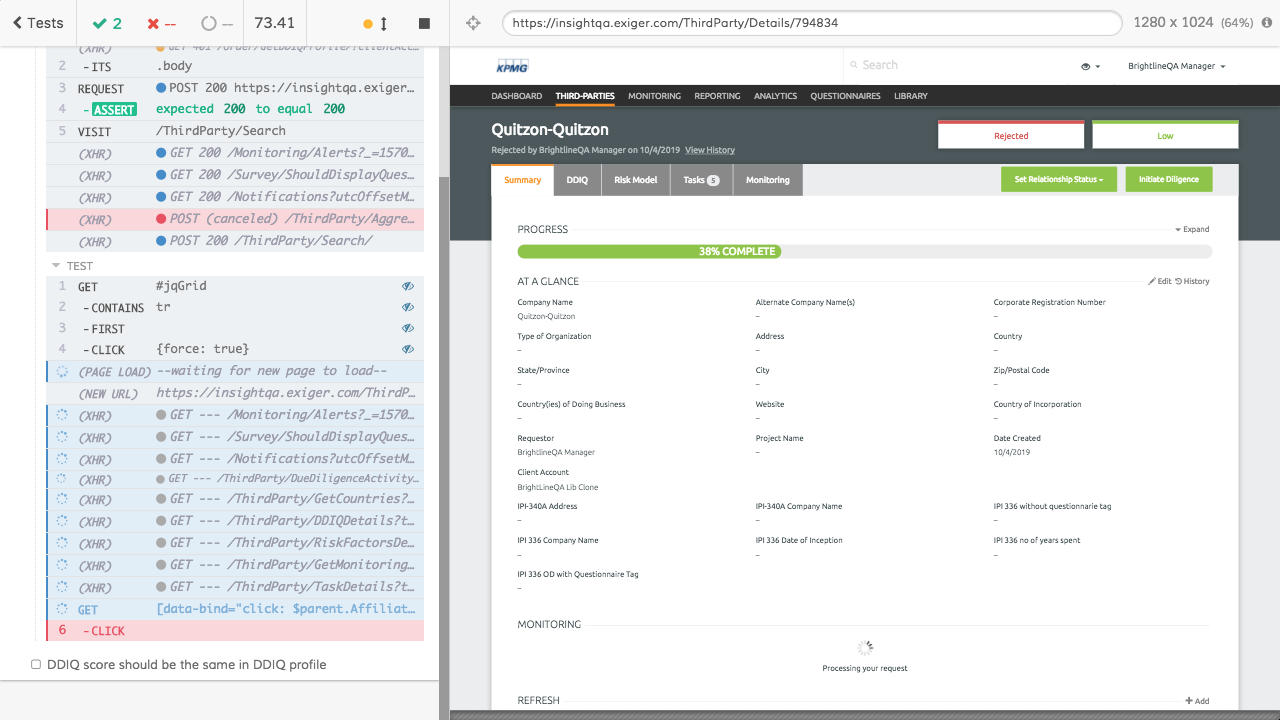 Tests
2
--
--
73.41
https://insightqa.exiger.com/ThirdParty/Details/794834
1280 x 1024 (64%)
(XHR) GET 401 /Order/GetDDIQProfile?clientAct...
2 -ITS .body
3 REQUEST POST 200 https://insightqa.exiger...
4 -ASSERT expected 200 to equal 200
5 VISIT /ThirdParty/Search
(XHR) GET 200 /Monitoring/Alerts?_=1570...
(XHR) GET 200 /Survey/ShouldDisplayQues...
(XHR) GET 200 /Notifications?utcOffsetM...
(XHR) POST (canceled) /ThirdParty/Aggre...
(XHR) POST 200 /ThirdParty/Search/
TEST
1 GET #jqGrid
2 -CONTAINS tr
3 -FIRST
4 -CLICK {force: true}
(PAGE LOAD) --waiting for new page to load--
(NEW URL) https://insightqa.exiger.com/ThirdP...
(XHR) GET --- /Monitoring/Alerts?_=1570...
(XHR) GET --- /Survey/ShouldDisplayQues...
(XHR) GET --- /Notifications?utcOffsetM...
(XHR) GET --- /ThirdParty/DueDiligenceActivity...
(XHR) GET --- /ThirdParty/GetCountries?...
(XHR) GET --- /ThirdParty/DDIQDetails?t...
(XHR) GET --- /ThirdParty/RiskFactorsDe...
(XHR) GET --- /ThirdParty/GetMonitoring...
(XHR) GET --- /ThirdParty/TaskDetails?t...
GET [data-bind="click: $parent.Affiliat...
6 -CLICK
DDIQ score should be the same in DDIQ profile
KPMG
Search
BrightlineQA Manager
DASHBOARD THIRD-PARTIES MONITORING REPORTING ANALYTICS QUESTIONNAIRES LIBRARY
Quitzon-Quitzon
Rejected by BrightlineQA Manager on 10/4/2019 View History
Rejected
Low
Summary DDIQ Risk Model Tasks 5 Monitoring
Set Relationship Status
Initiate Diligence
PROGRESS
Expand
38% COMPLETE
AT A GLANCE
Edit History
Company Name Alternate Company Name(s) Corporate Registration Number
Quitzon-Quitzon – –
Type of Organization Address Country
– – –
State/Province City Zip/Postal Code
– – –
Country(ies) of Doing Business Website Country of Incorporation
– – –
Requestor Project Name Date Created
BrightlineQA Manager – 10/4/2019
Client Account
BrightLineQA Lib Clone
IPI-340A Address IPI-340A Company Name IPI 336 without questionnarie tag
– – –
IPI 336 Company Name IPI 336 Date of Inception IPI 336 no of years spent
– – –
IPI 336 OD with Questionnaire Tag
–
MONITORING
Processing your request
REFRESH
Add